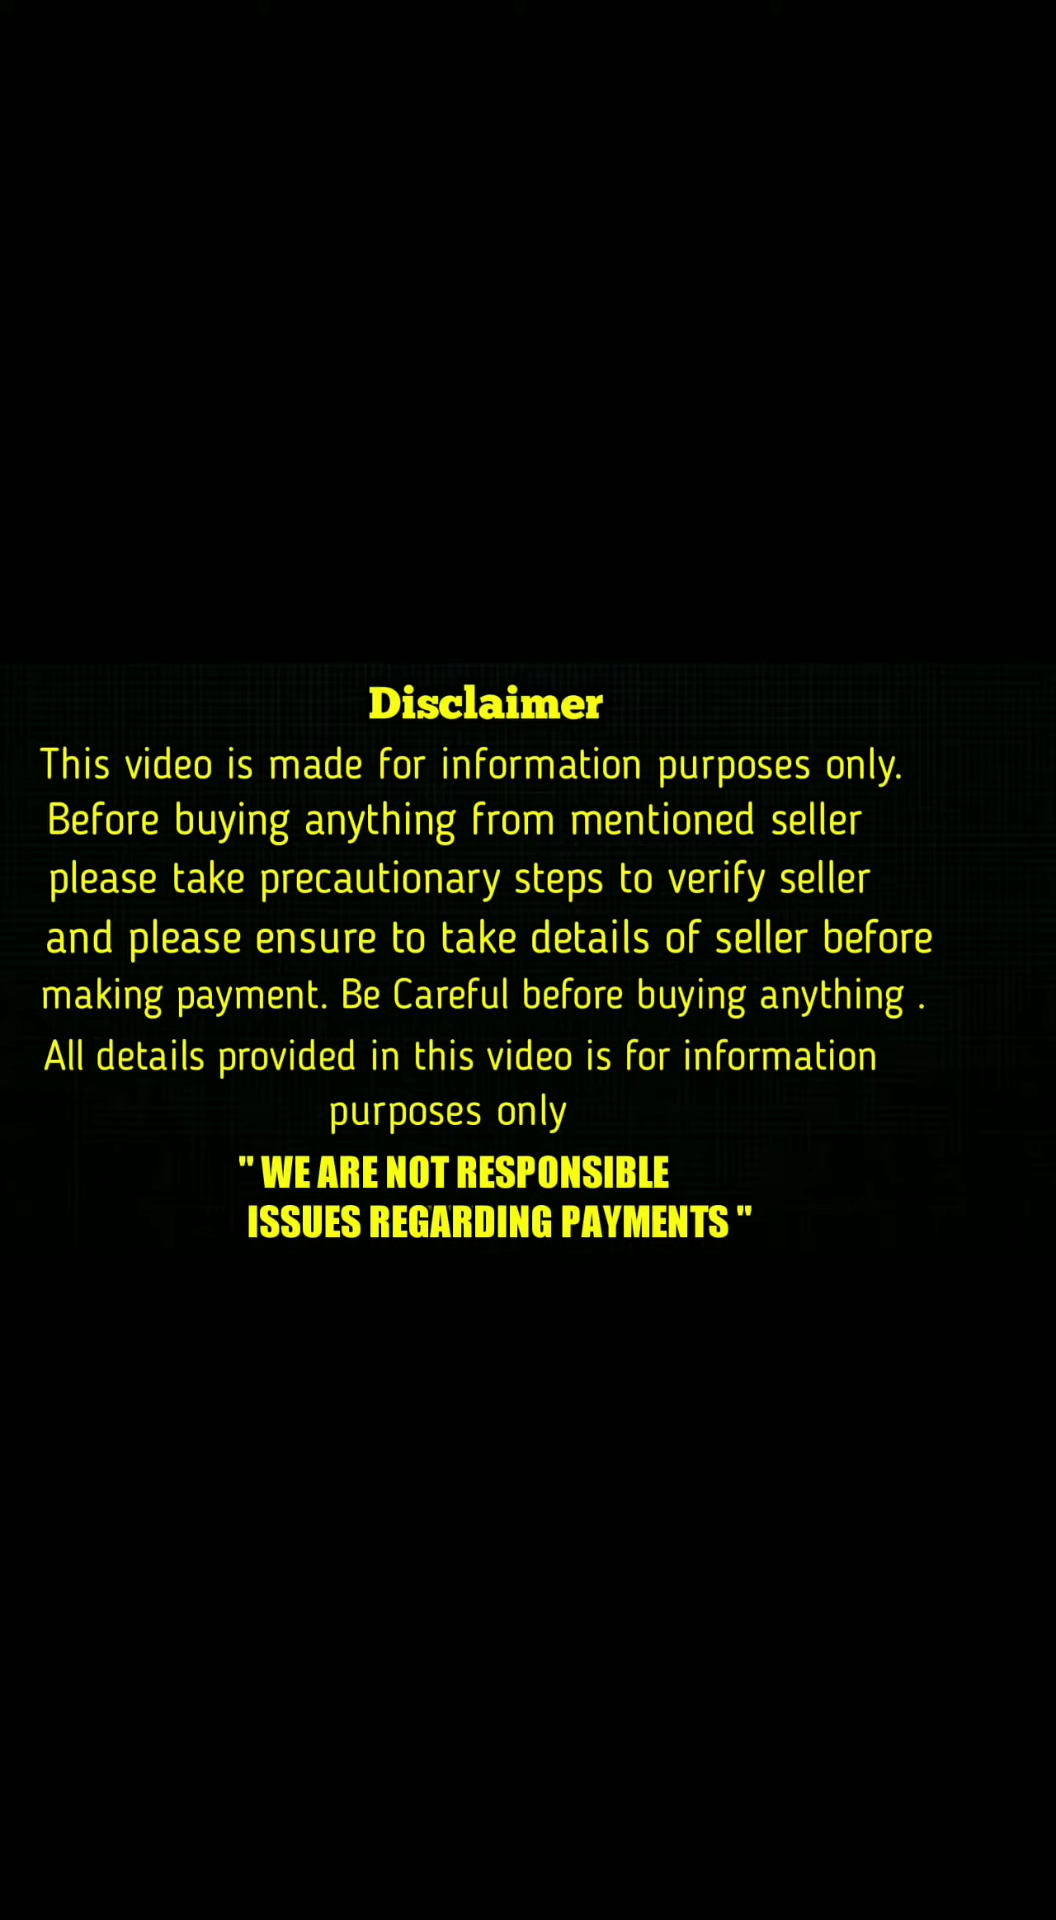 Disclaimer
This video is made for information purposes only.
Before buying anything from mentioned seller
please take precautionary steps to verify seller
and please ensure to take details of seller before
making payment. Be Careful before buying anything .
All details provided in this video is for information
purposes only
" WE ARE NOT RESPONSIBLE
ISSUES REGARDING PAYMENTS "